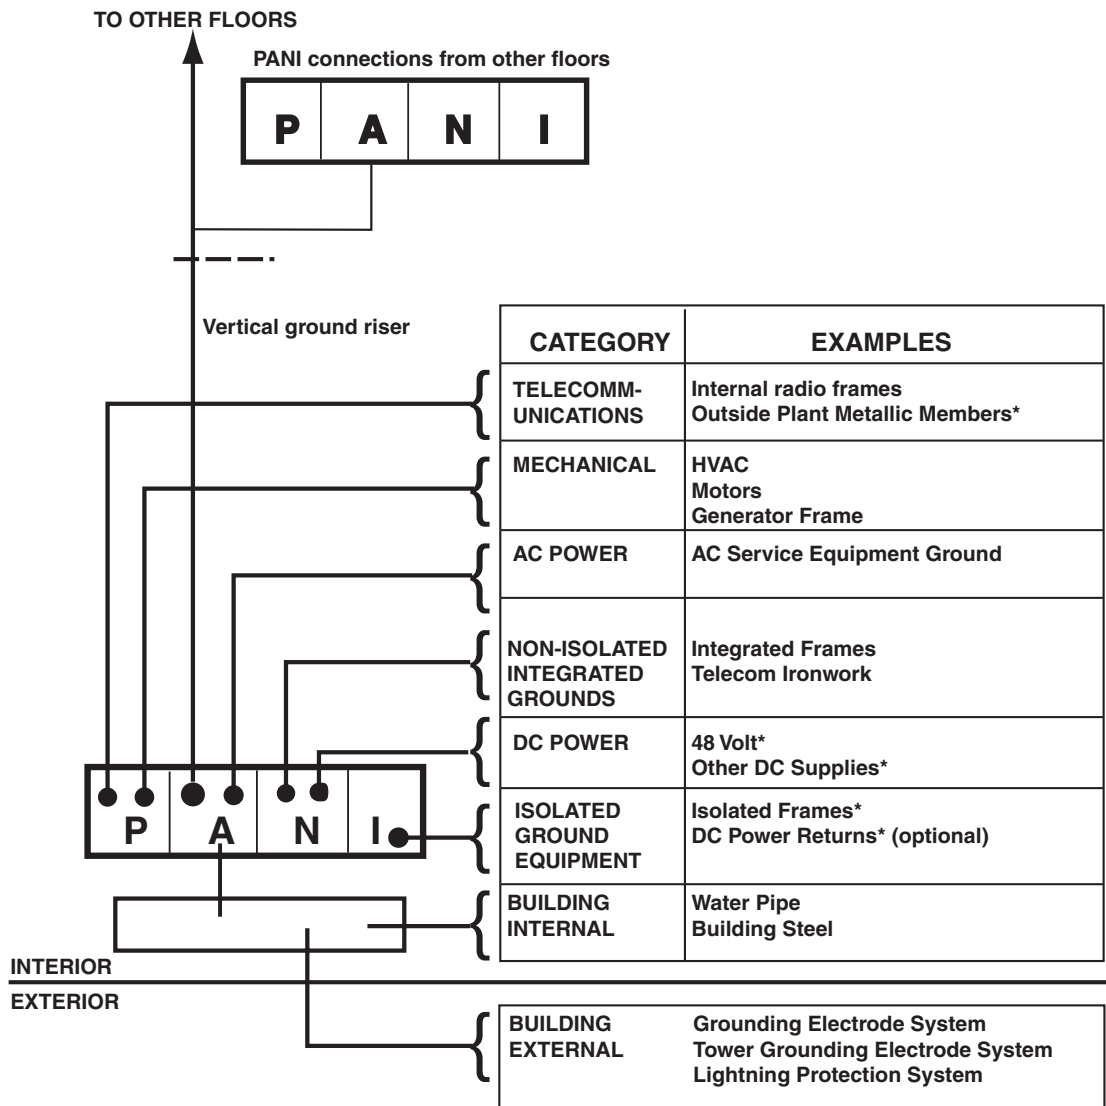 TO OTHER FLOORS
PANI connections from other floors
P A N I
Vertical ground riser
CATEGORY EXAMPLES
TELECOMM- Internal radio frames
UNICATIONS Outside Plant Metallic Members*
MECHANICAL HVAC
Motors
Generator Frame
AC POWER AC Service Equipment Ground
NON-ISOLATED Integrated Frames
INTEGRATED Telecom Ironwork
GROUNDS
DC POWER 48 Volt*
Other DC Supplies*
ISOLATED Isolated Frames*
GROUND DC Power Returns* (optional)
EQUIPMENT
P A N I
BUILDING Water Pipe
INTERNAL Building Steel
INTERIOR
EXTERIOR
BUILDING Grounding Electrode System
EXTERNAL Tower Grounding Electrode System
Lightning Protection System